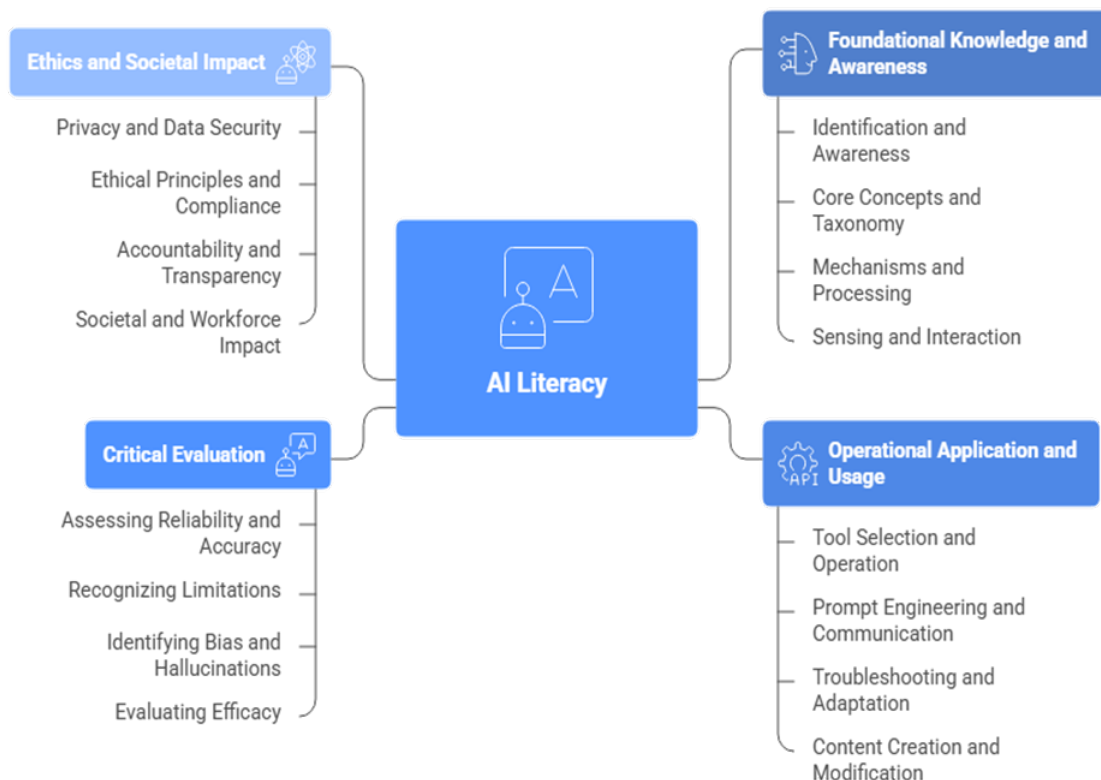 Ethics and Societal Impact
Privacy and Data Security
Ethical Principles and
Compliance
Accountability and
Transparency
Societal and Workforce
Impact
Critical Evaluation
A
Assessing Reliability and
Accuracy
Recognizing Limitations
Identifying Bias and
Hallucinations
Evaluating Efficacy
A
AI Literacy
Foundational Knowledge and
Awareness
Identification and
Awareness
Core Concepts and
Taxonomy
Mechanisms and
Processing
Sensing and Interaction
API
Operational Application and
Usage
Tool Selection and
Operation
Prompt Engineering and
Communication
Troubleshooting and
Adaptation
Content Creation and
Modification